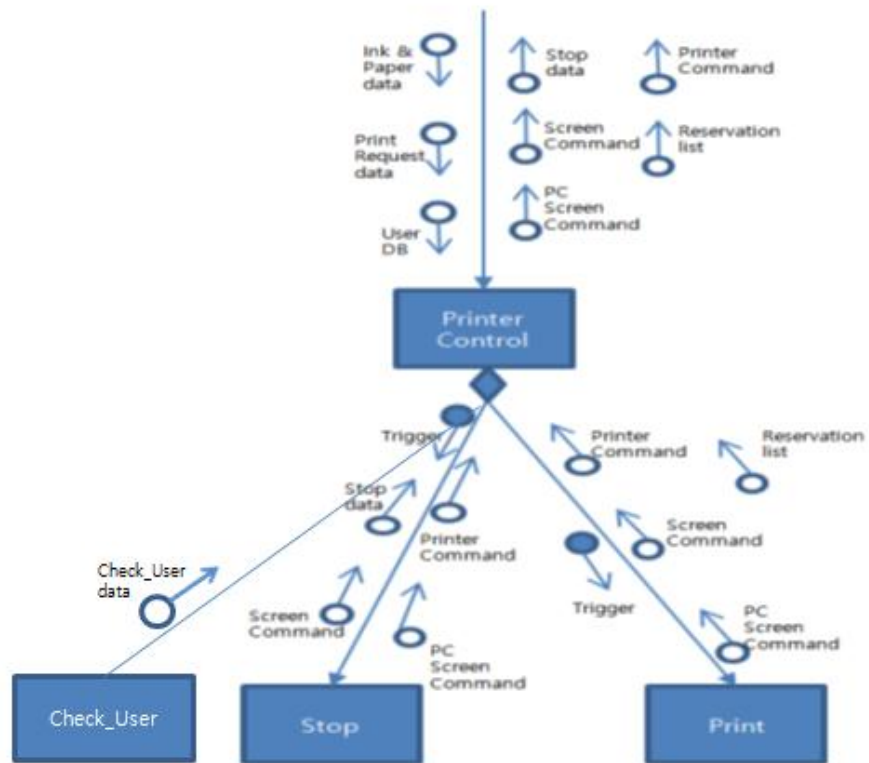 Ink &
Paper
data
Stop
data
Printer
Command
Print
Request
data
Screen
Command
Reservation
list
User
DB
PC
Screen
Command
Printer
Control
Trigger
Printer
Command
Reservation
list
Stop
data
Printer
Command
Screen
Command
Check_User
data
Trigger
Screen
Command
PC
Screen
Command
PC
Screen
Command
Check_User
Stop
Print